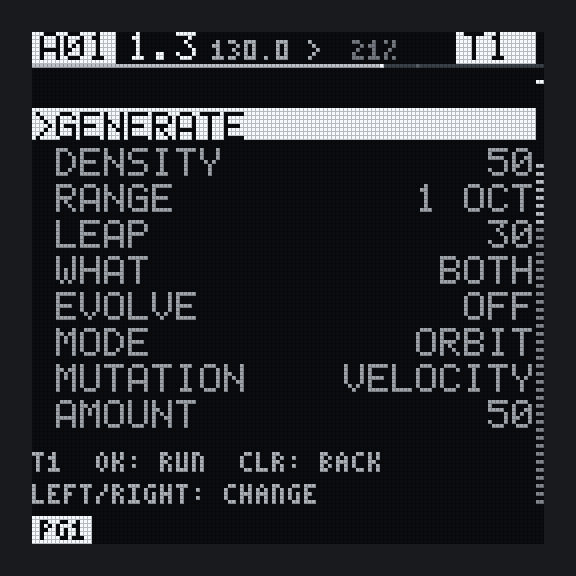 A01 1.3 130.0 > 21% T1
>GENERATE
DENSITY 50
RANGE 1 OCT
LEAP 30
WHAT BOTH
EVOLVE OFF
MODE ORBIT
MUTATION VELOCITY
AMOUNT 50
T1 OK: RUN CLR: BACK
LEFT/RIGHT: CHANGE
PG1